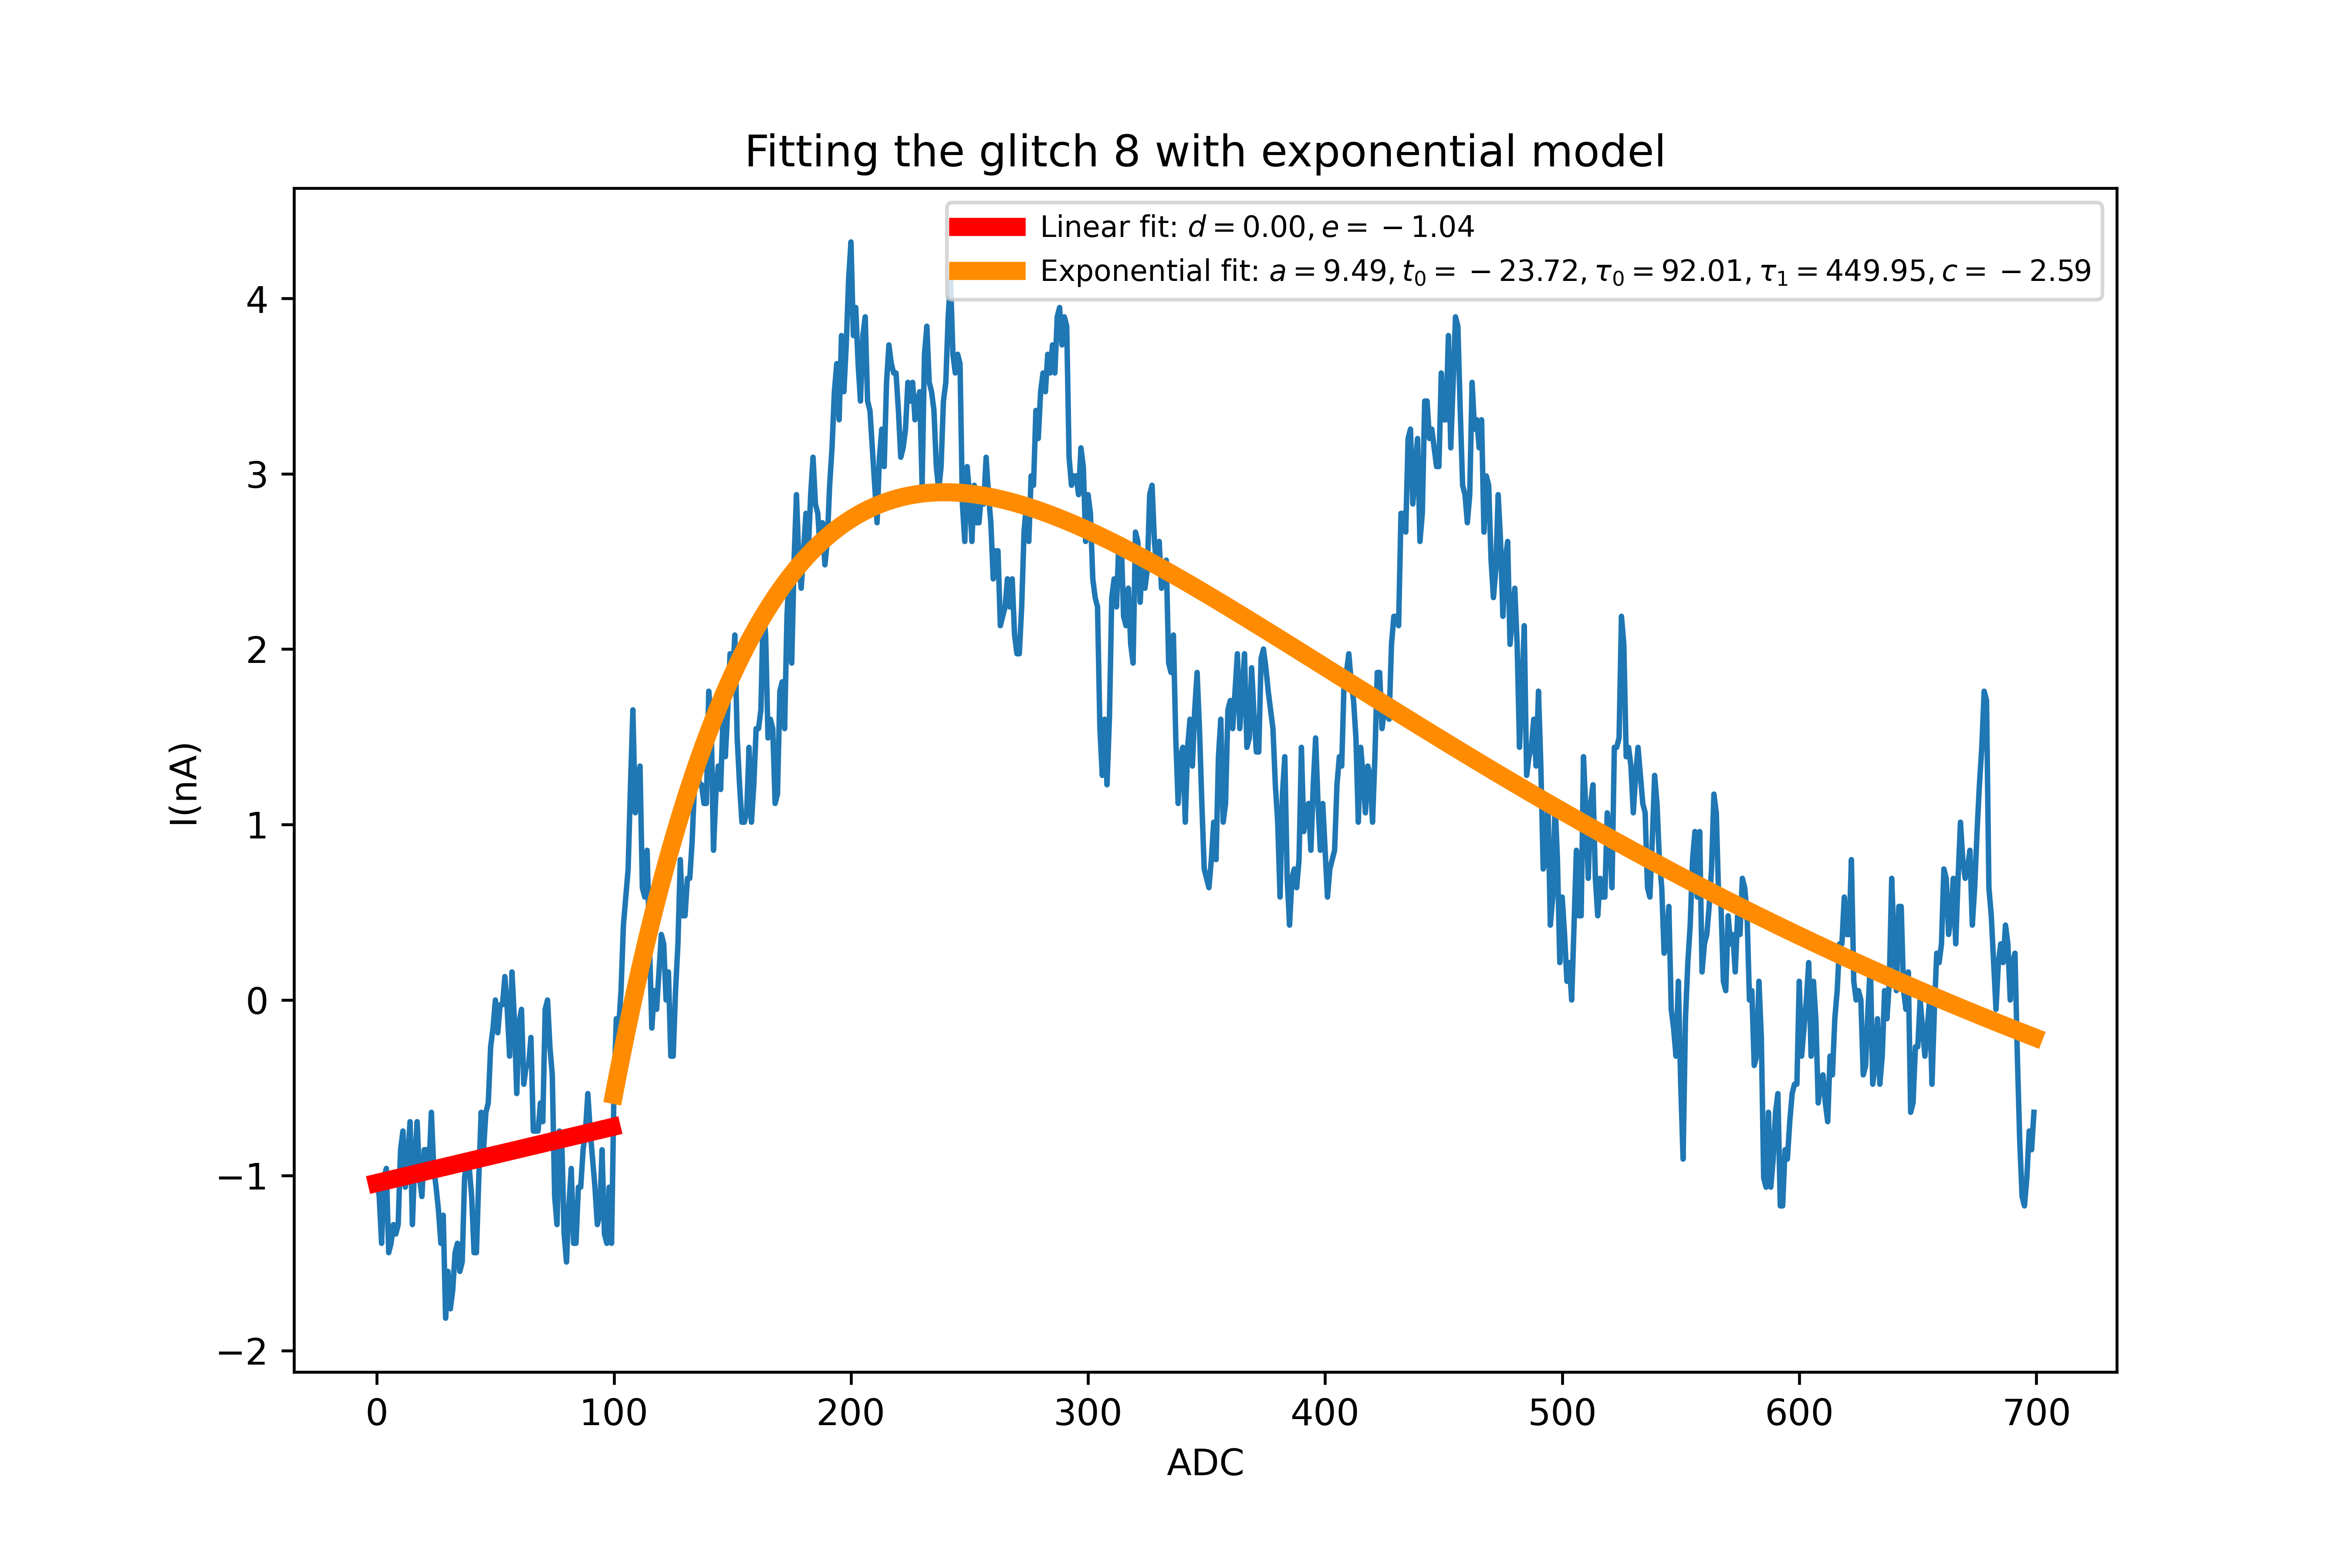 Fitting the glitch 8 with exponential model
Linear fit: d = 0.00, e = −1.04
Exponential fit: a = 9.49, t₀ = −23.72, τ₀ = 92.01, τ₁ = 449.95, c = −2.59
4
3
2
1
0
−1
−2
I(nA)
0 100 200 300 400 500 600 700
ADC